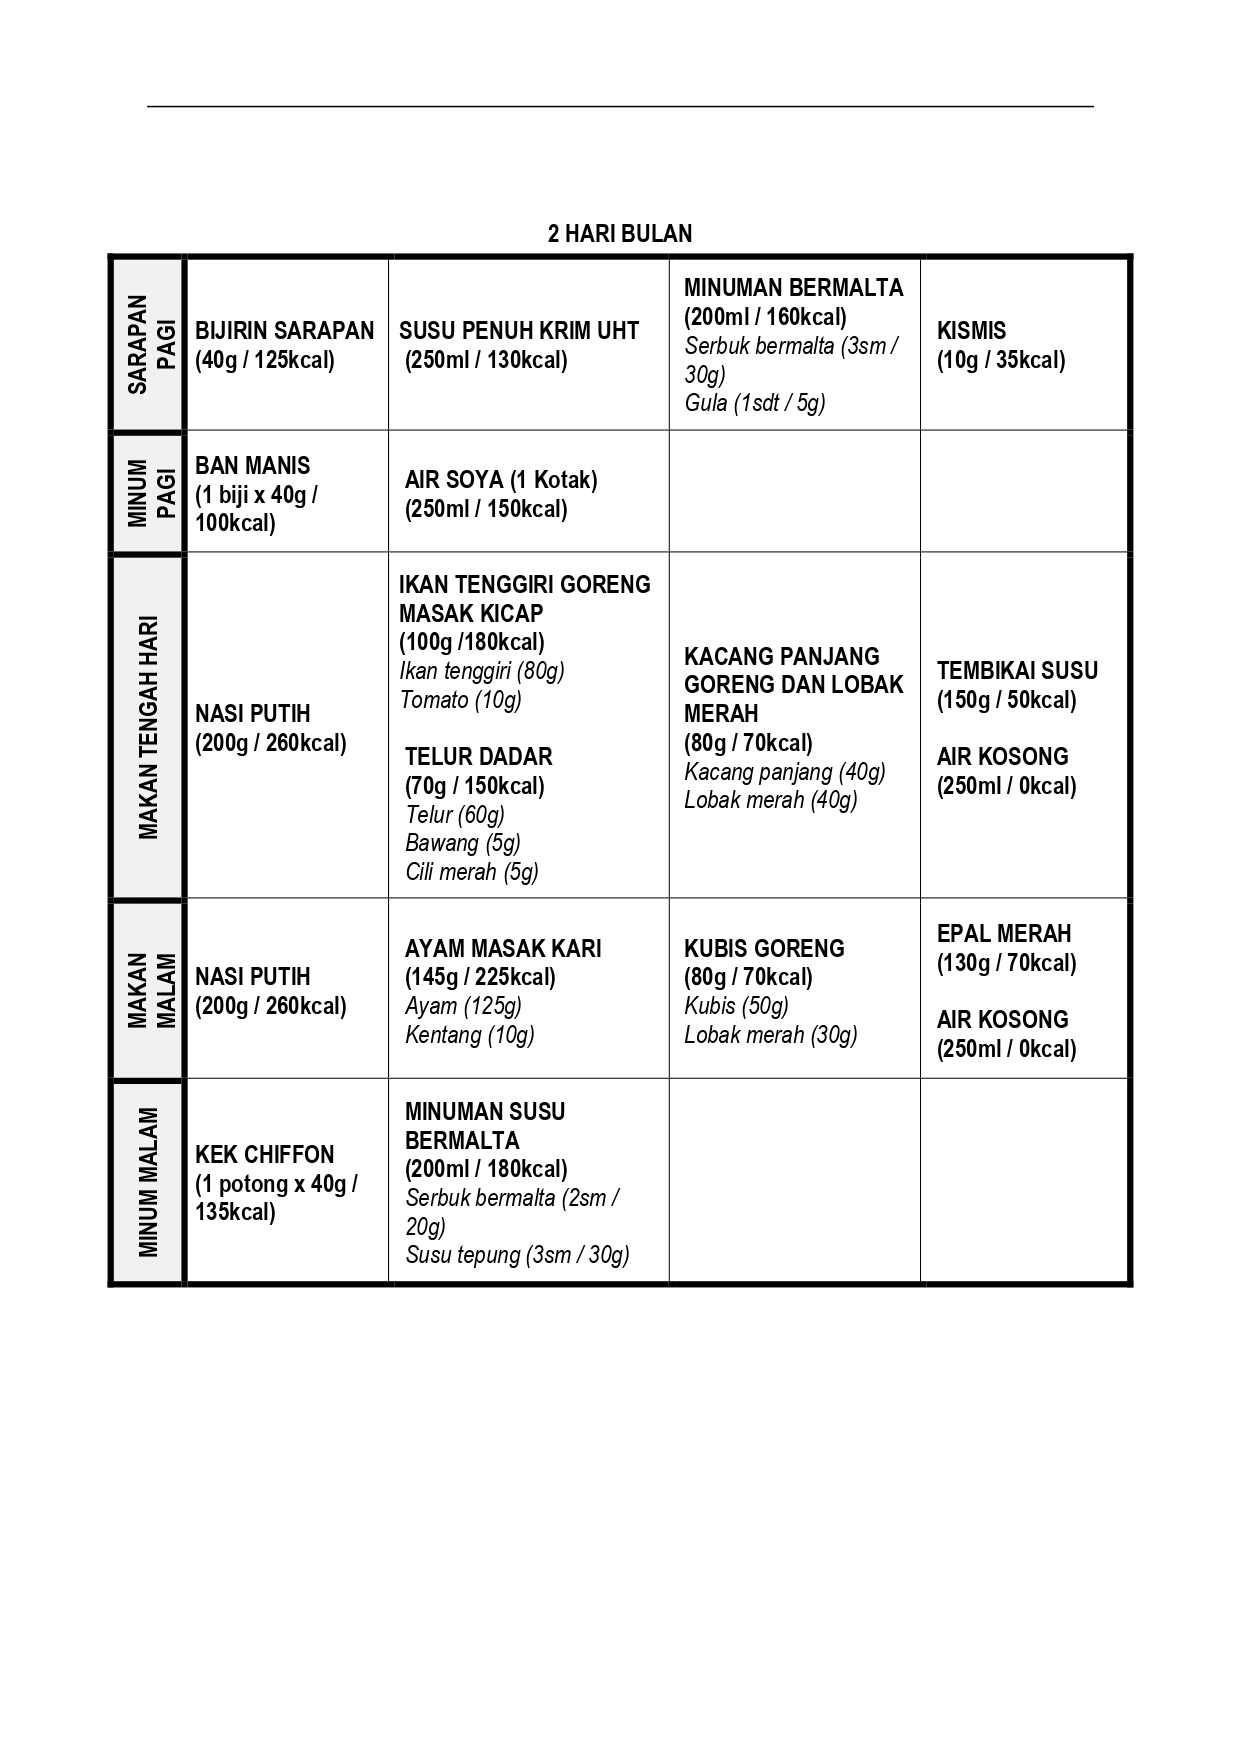 2 HARI BULAN
SARAPAN
PAGI
BIJIRIN SARAPAN
(40g / 125kcal)
SUSU PENUH KRIM UHT
(250ml / 130kcal)
MINUMAN BERMALTA
(200ml / 160kcal)
Serbuk bermalta (3sm /
30g)
Gula (1sdt / 5g)
KISMIS
(10g / 35kcal)
MINUM
PAGI
BAN MANIS
(1 biji x 40g /
100kcal)
AIR SOYA (1 Kotak)
(250ml / 150kcal)
MAKAN TENGAH HARI
NASI PUTIH
(200g / 260kcal)
IKAN TENGGIRI GORENG
MASAK KICAP
(100g /180kcal)
Ikan tenggiri (80g)
Tomato (10g)
TELUR DADAR
(70g / 150kcal)
Telur (60g)
Bawang (5g)
Cili merah (5g)
KACANG PANJANG
GORENG DAN LOBAK
MERAH
(80g / 70kcal)
Kacang panjang (40g)
Lobak merah (40g)
TEMBIKAI SUSU
(150g / 50kcal)
AIR KOSONG
(250ml / 0kcal)
MAKAN
MALAM
NASI PUTIH
(200g / 260kcal)
AYAM MASAK KARI
(145g / 225kcal)
Ayam (125g)
Kentang (10g)
KUBIS GORENG
(80g / 70kcal)
Kubis (50g)
Lobak merah (30g)
EPAL MERAH
(130g / 70kcal)
AIR KOSONG
(250ml / 0kcal)
MINUM MALAM
KEK CHIFFON
(1 potong x 40g /
135kcal)
MINUMAN SUSU
BERMALTA
(200ml / 180kcal)
Serbuk bermalta (2sm /
20g)
Susu tepung (3sm / 30g)